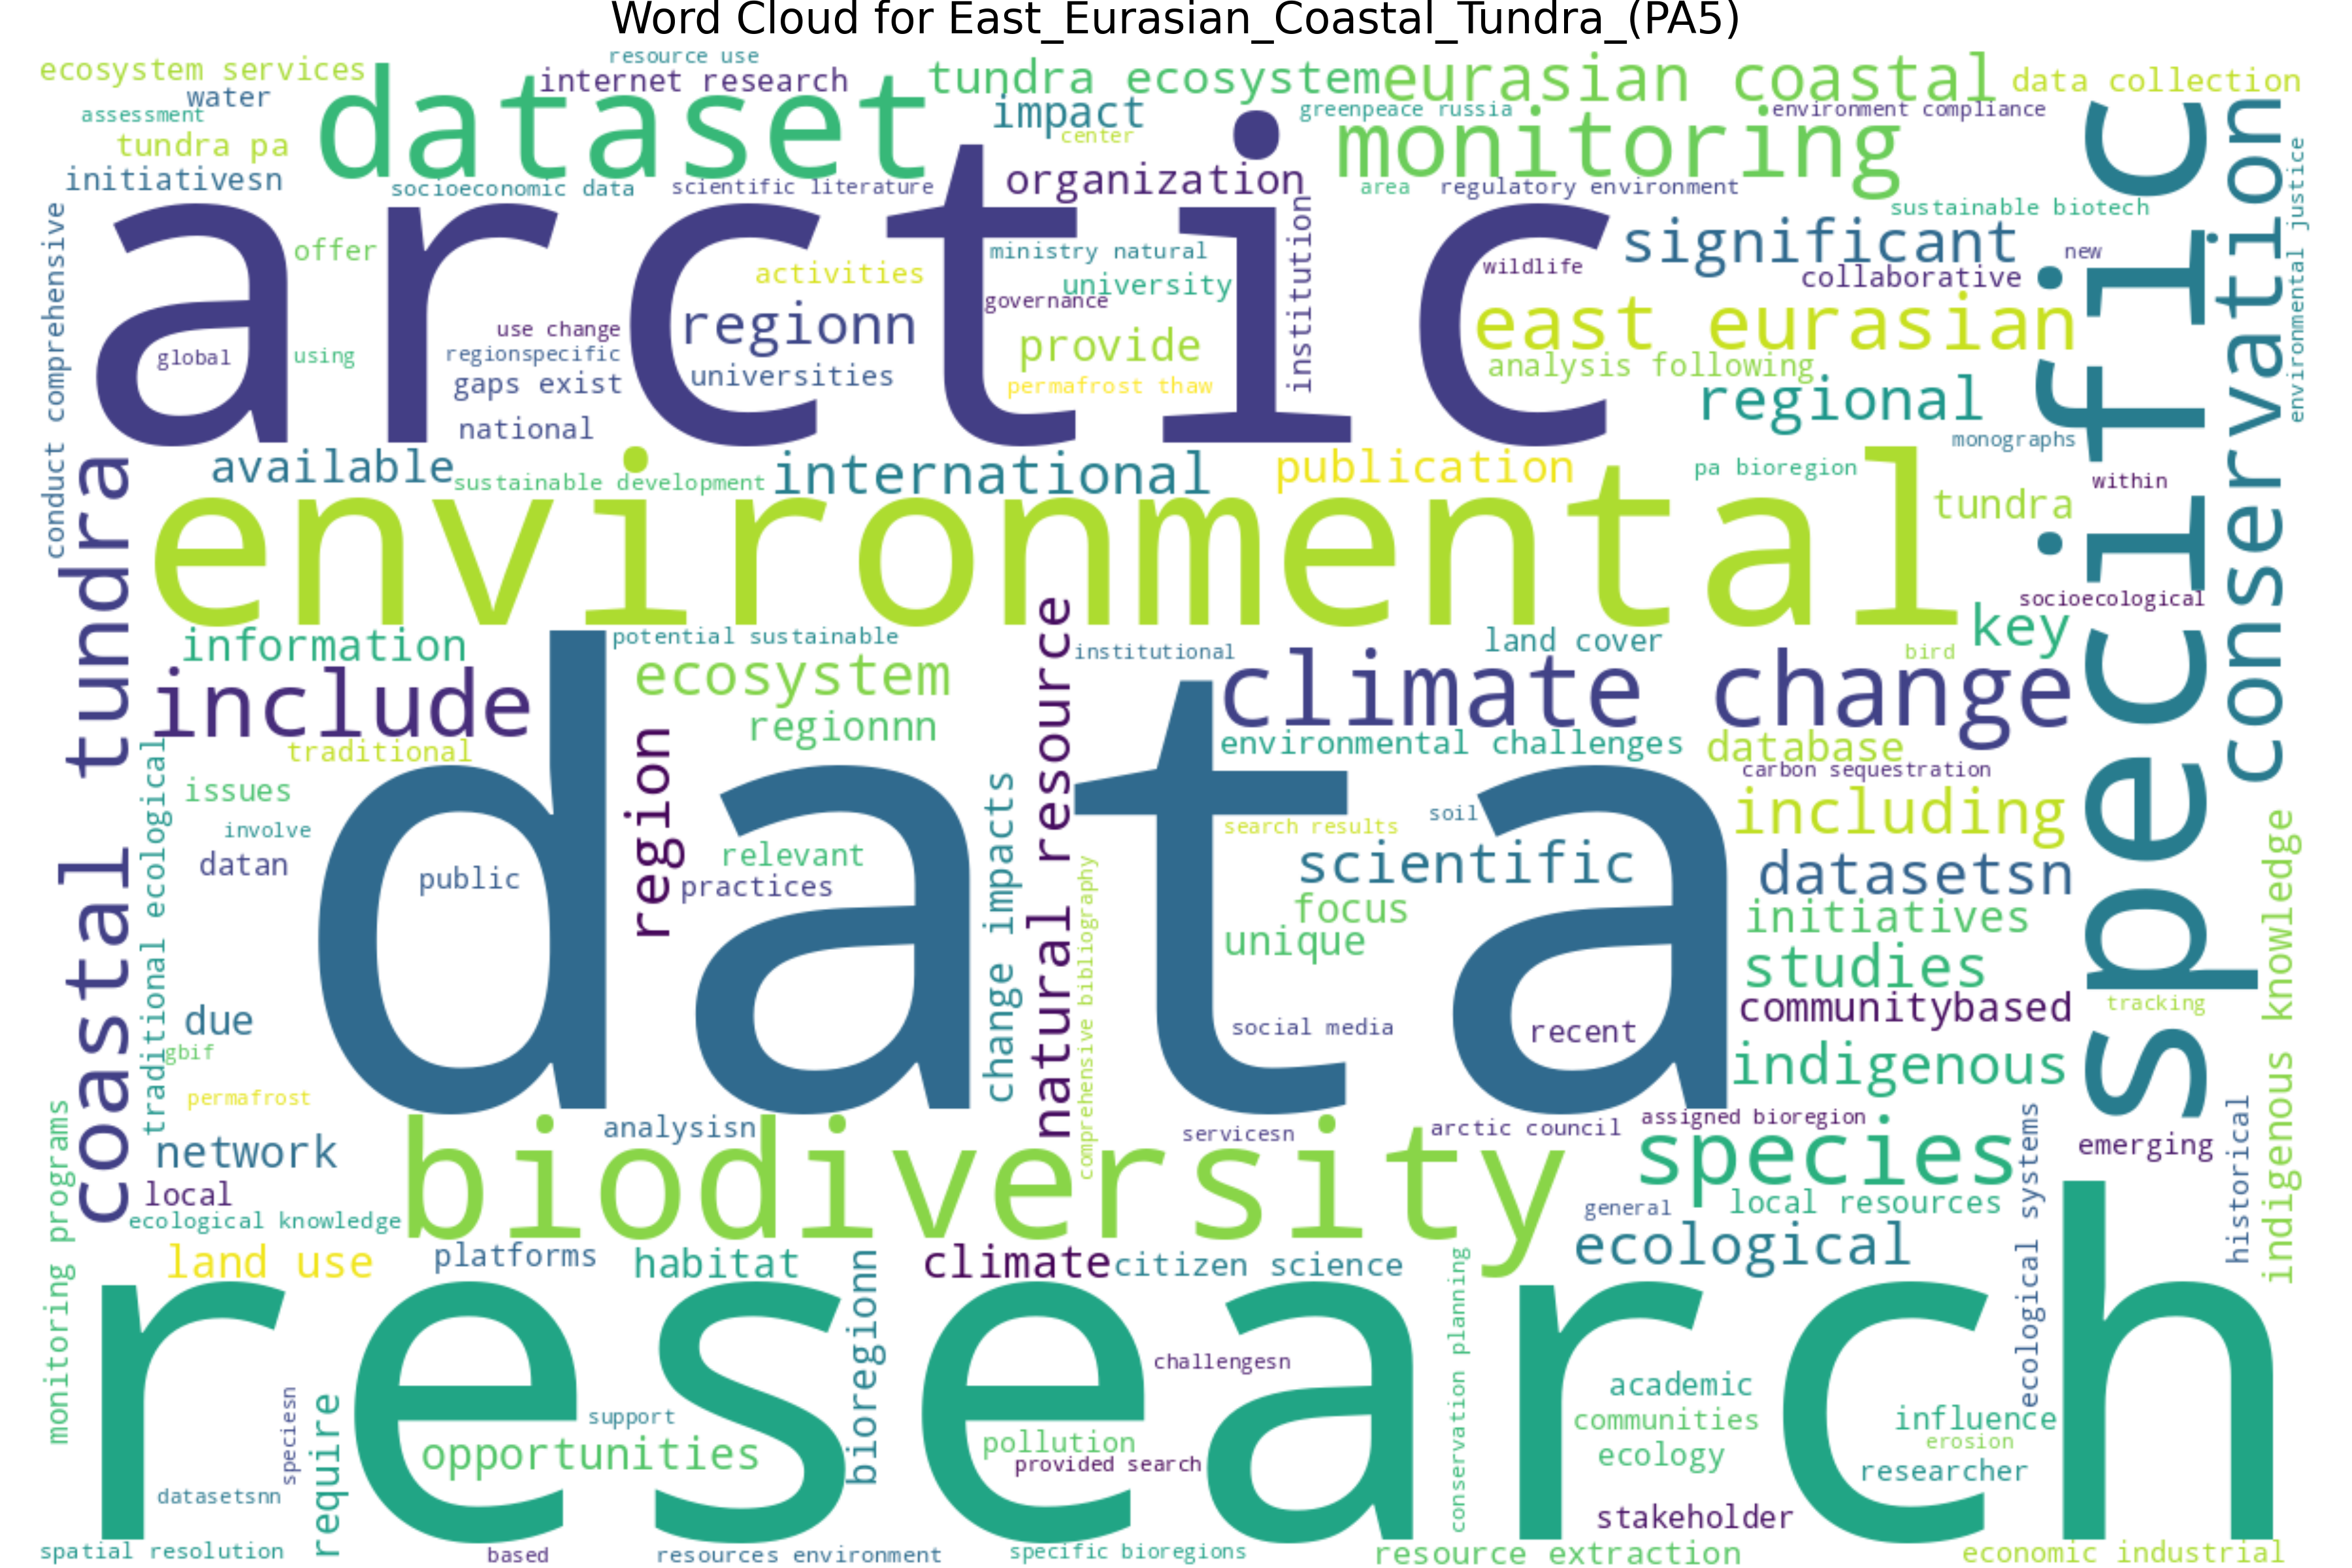 Word Cloud for East_Eurasian_Coastal_Tundra_(PA5)
resource use
ecosystem services
internet research
tundra ecosystem
eurasian coastal
data collection
water
dataset
impact
greenpeace russia
environment compliance
assessment
center
monitoring
tundra pa
initiativesn
socioeconomic data
scientific literature
organization
area
regulatory environment
sustainable biotech
conduct comprehensive
arctic
offer
activities
ministry natural
university
governance
institution
wildlife
significant
new
collaborative
specific
conservation
environmental justice
global
using
use change
regionspecific
gaps exist
national
regionn
universities
provide
permafrost thaw
east eurasian
analysis following
regional
monographs
available
sustainable development
international
publication
pa bioregion
within
tundra
coastal tundra
environmental
socioecological
key
information
potential sustainable
natural resource
institutional
land cover
bird
include
ecosystem
climate change
regionnn
traditional
environmental challenges
database
carbon sequestration
traditional ecological
issues
involve
datan
data
public
region
relevant
practices
change impacts
comprehensive bibliography
search results
soil
including
scientific
datasetsn
focus
unique
initiatives
studies
indigenous knowledge
due
gbif
social media
recent
communitybased
tracking
permafrost
indigenous
monitoring programs
network
analysisn
biodiversity
servicesn
arctic council
assigned bioregion
species
ecological systems
emerging
historical
local
ecological knowledge
general
local resources
land use
platforms
habitat
bioregionn
climate
citizen science
conservation planning
ecological
research
challengesn
academic
speciesn
require
support
opportunities
pollution
provided search
communities
ecology
influence
erosion
researcher
datasetsnn
stakeholder
spatial resolution
based
resources environment
specific bioregions
resource extraction
economic industrial